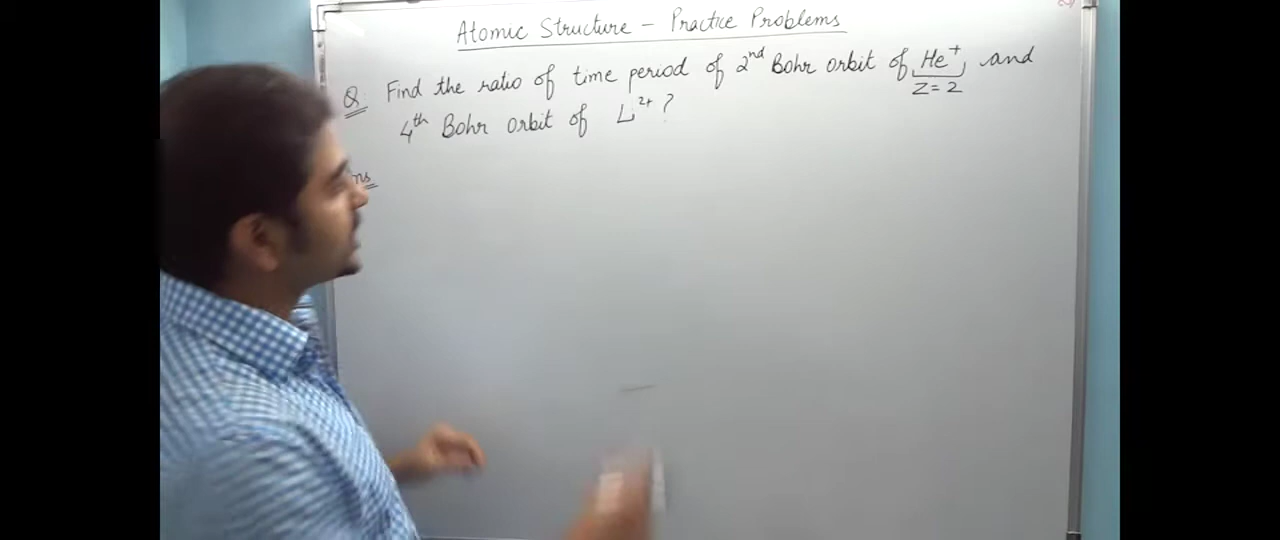 Atomic Structure - Practice Problems
Q: Find the ratio of time period of 2nd Bohr orbit of He+, and
Z = 2
4th Bohr orbit of Li2+ ?